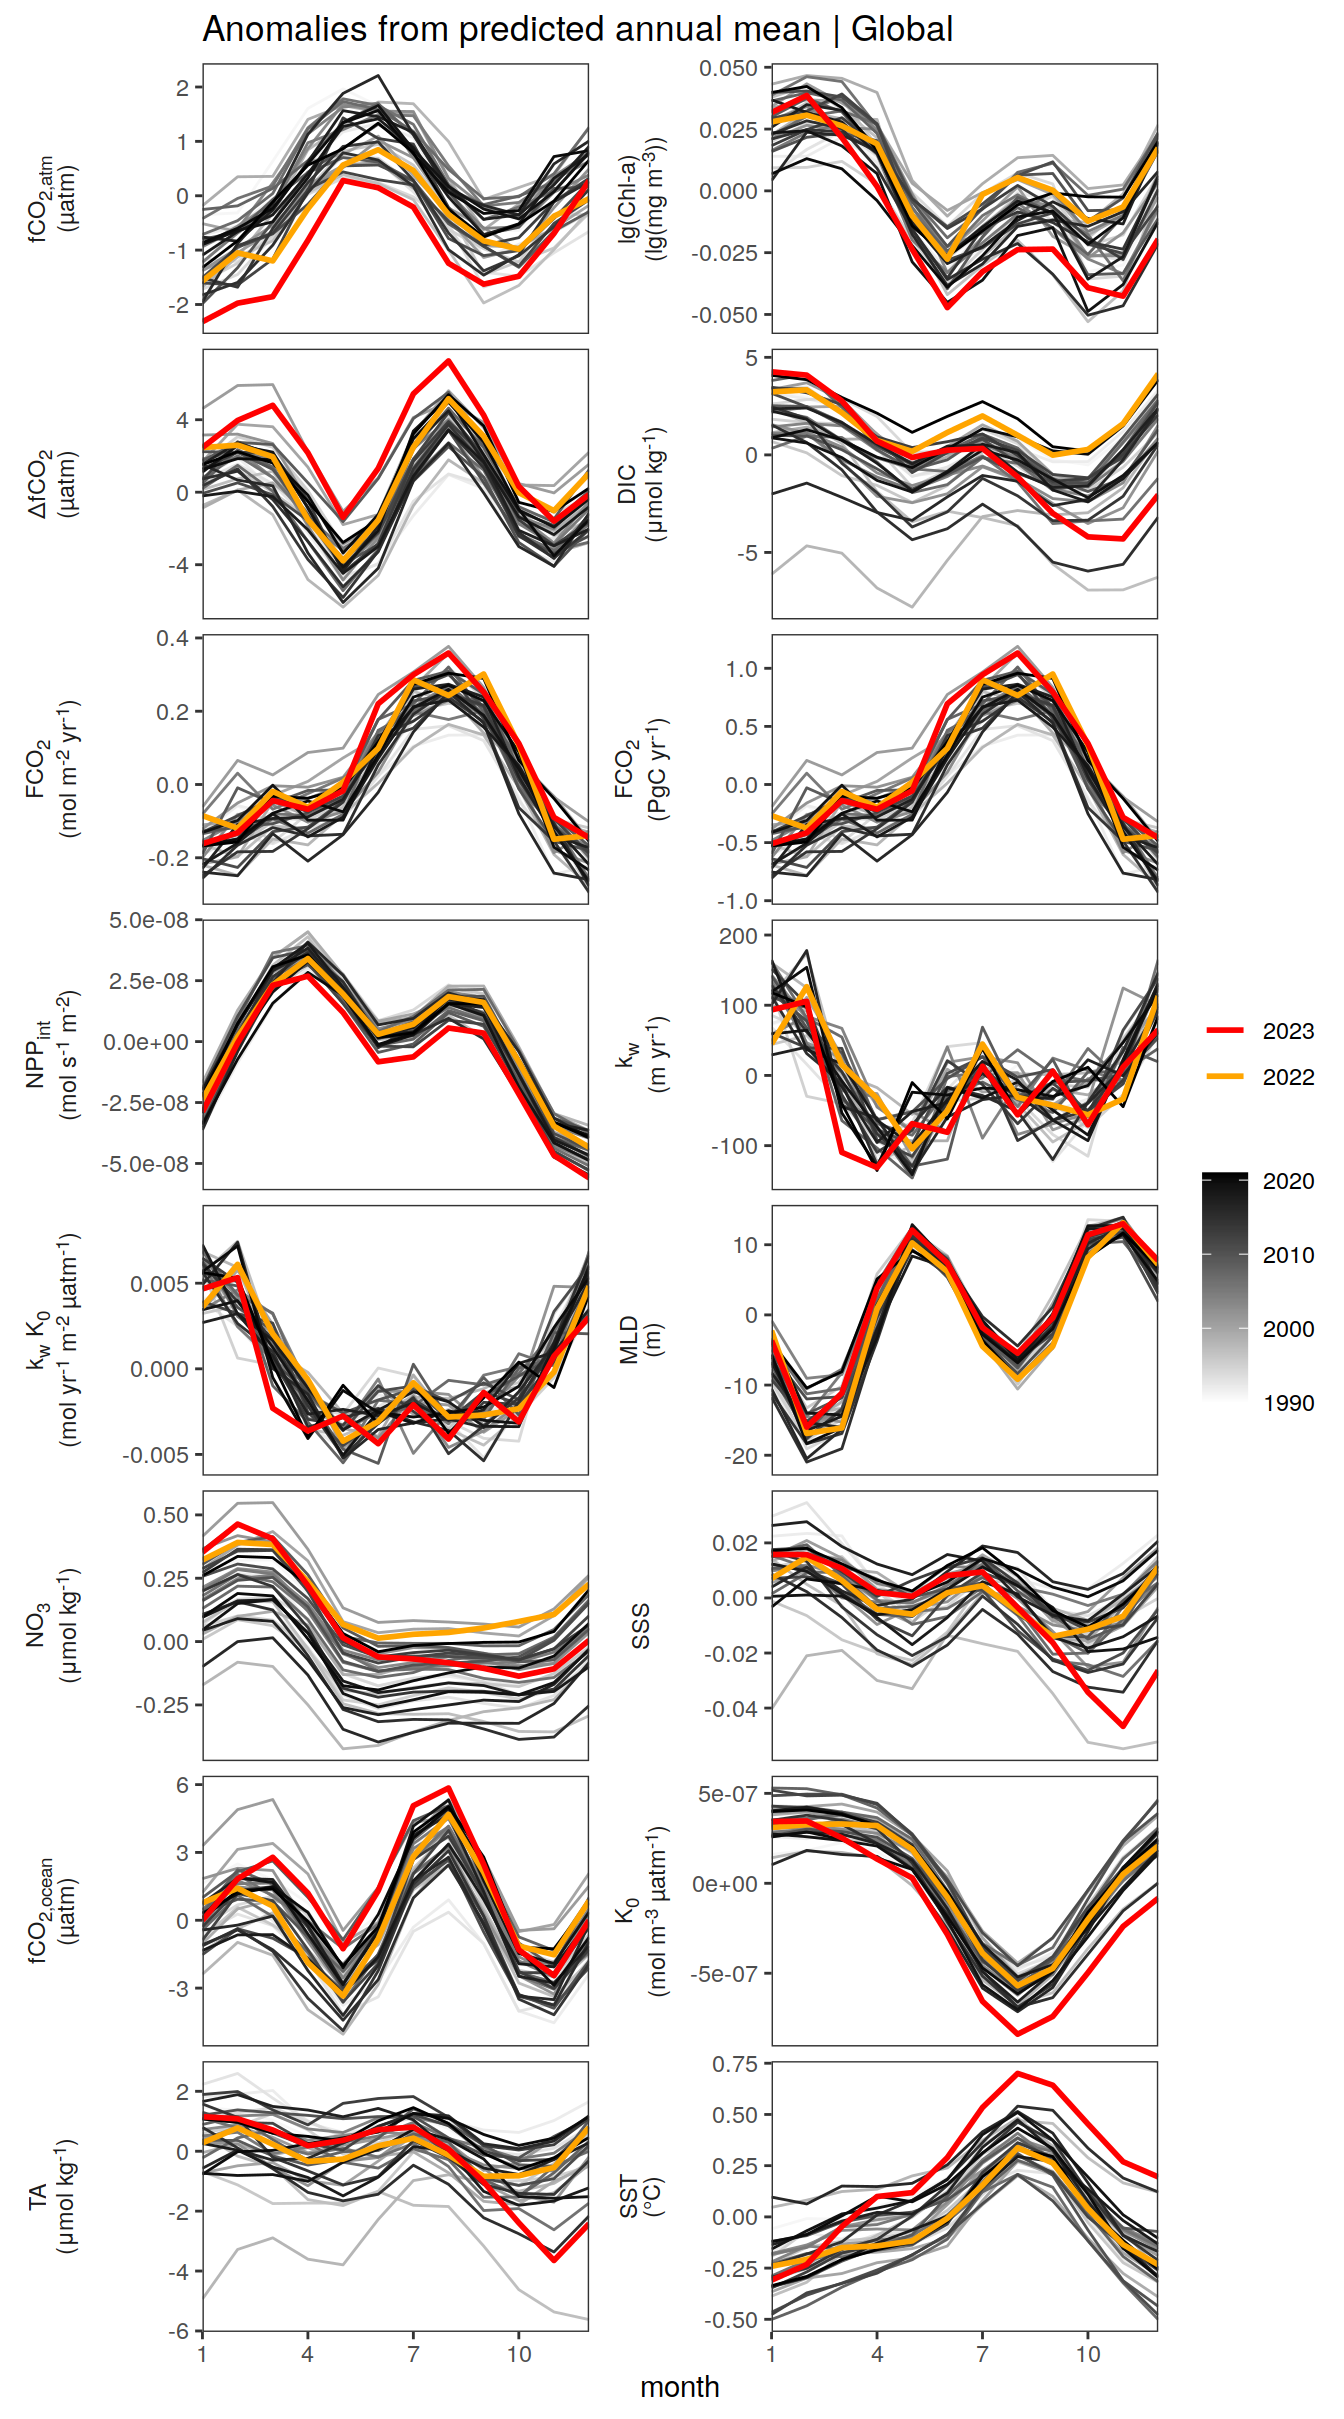 Anomalies from predicted annual mean | Global
fCO2,atm
(µatm)
2
1
0
-1
-2
lg(Chl-a)
(lg(mg m-3))
0.050
0.025
0.000
-0.025
-0.050
ΔfCO2
(µatm)
4
0
-4
DIC
(µmol kg-1)
5
0
-5
FCO2
(mol m-2 yr-1)
0.4
0.2
0.0
-0.2
FCO2
(PgC yr-1)
1.0
0.5
0.0
-0.5
-1.0
NPPint
(mol s-1 m-2)
5.0e-08
2.5e-08
0.0e+00
-2.5e-08
-5.0e-08
kw
(m yr-1)
200
100
0
-100
kw K0
(mol yr-1 m-2 µatm-1)
0.005
0.000
-0.005
MLD
(m)
10
0
-10
-20
NO3
(µmol kg-1)
0.50
0.25
0.00
-0.25
SSS
0.02
0.00
-0.02
-0.04
fCO2,ocean
(µatm)
6
3
0
-3
K0
(mol m-3 µatm-1)
5e-07
0e+00
-5e-07
TA
(µmol kg-1)
2
0
-2
-4
-6
SST
(°C)
0.75
0.50
0.25
0.00
-0.25
-0.50
1 4 7 10
1 4 7 10
month
2023
2022
2020
2010
2000
1990